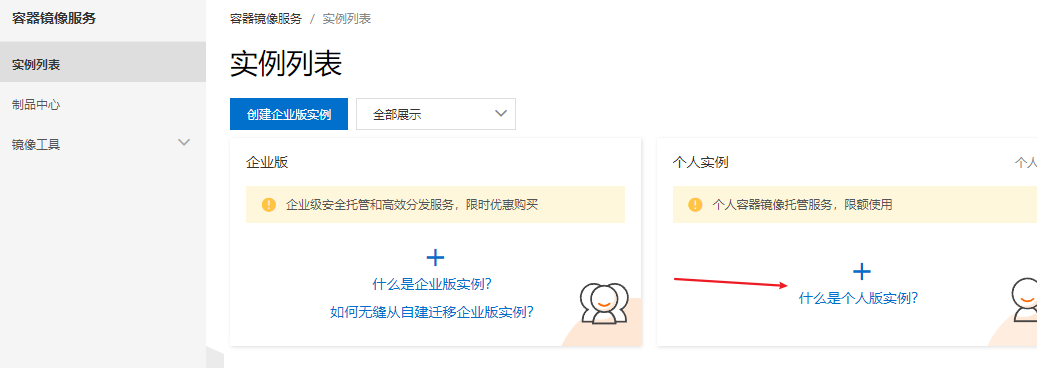 容器镜像服务
实例列表
制品中心
镜像工具
容器镜像服务 / 实例列表
实例列表
创建企业版实例
全部展示
企业版
企业级安全托管和高效分发服务，限时优惠购买
什么是企业版实例？
如何无缝从自建迁移企业版实例？
个人实例
个人
个人容器镜像托管服务，限额使用
什么是个人版实例？